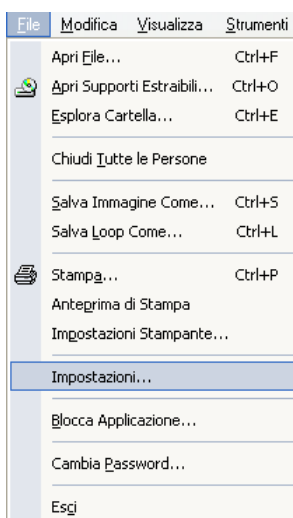 File Modifica Visualizza Strumenti
Apri File... Ctrl+F
Apri Supporti Estraibili... Ctrl+O
Esplora Cartella... Ctrl+E
Chiudi Tutte le Persone
Salva Immagine Come... Ctrl+S
Salva Loop Come... Ctrl+L
Stampa... Ctrl+P
Anteprima di Stampa
Impostazioni Stampante...
Impostazioni...
Blocca Applicazione...
Cambia Password...
Esci